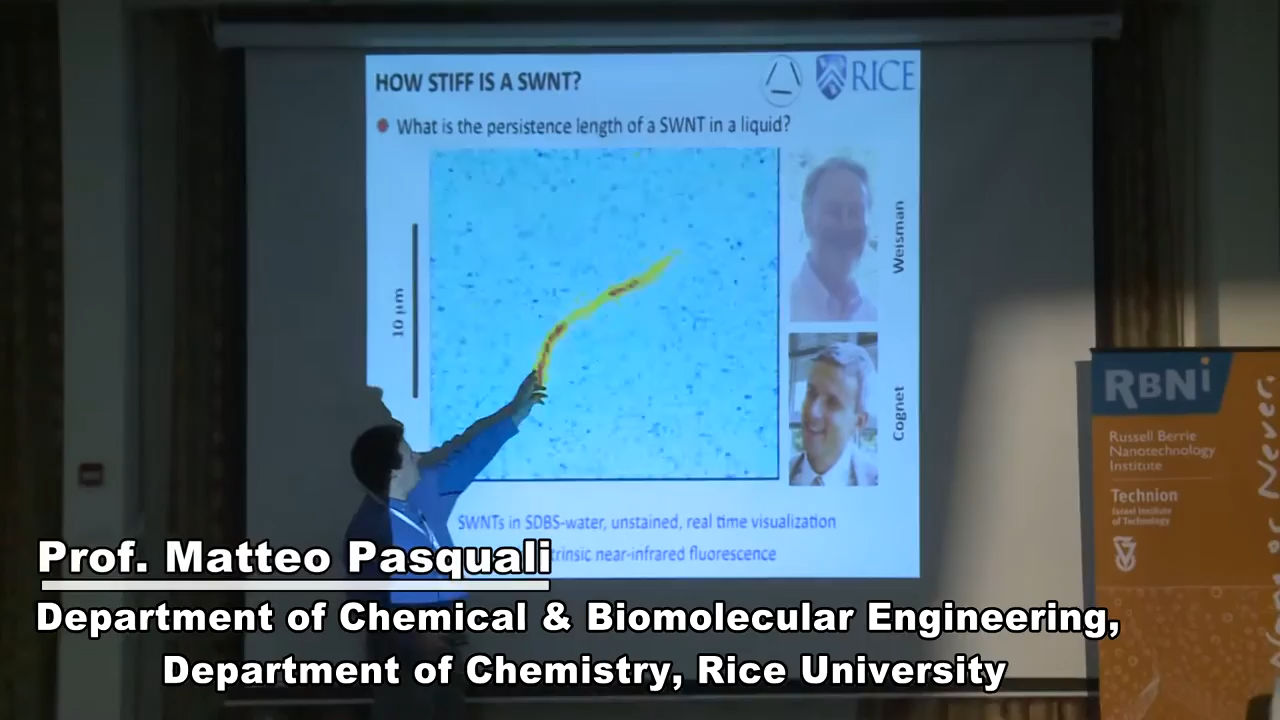 HOW STIFF IS A SWNT?
RICE
What is the persistence length of a SWNT in a liquid?
10 µm
Weisman
Cognet
SWNTs in SDBS-water, unstained, real time visualization
near-infrared fluorescence
RBNi
Russell Berrie
Nanotechnology
Institute
Technion
Israel Institute
of Technology
or Never.
Prof. Matteo Pasquali
Department of Chemical & Biomolecular Engineering,
Department of Chemistry, Rice University